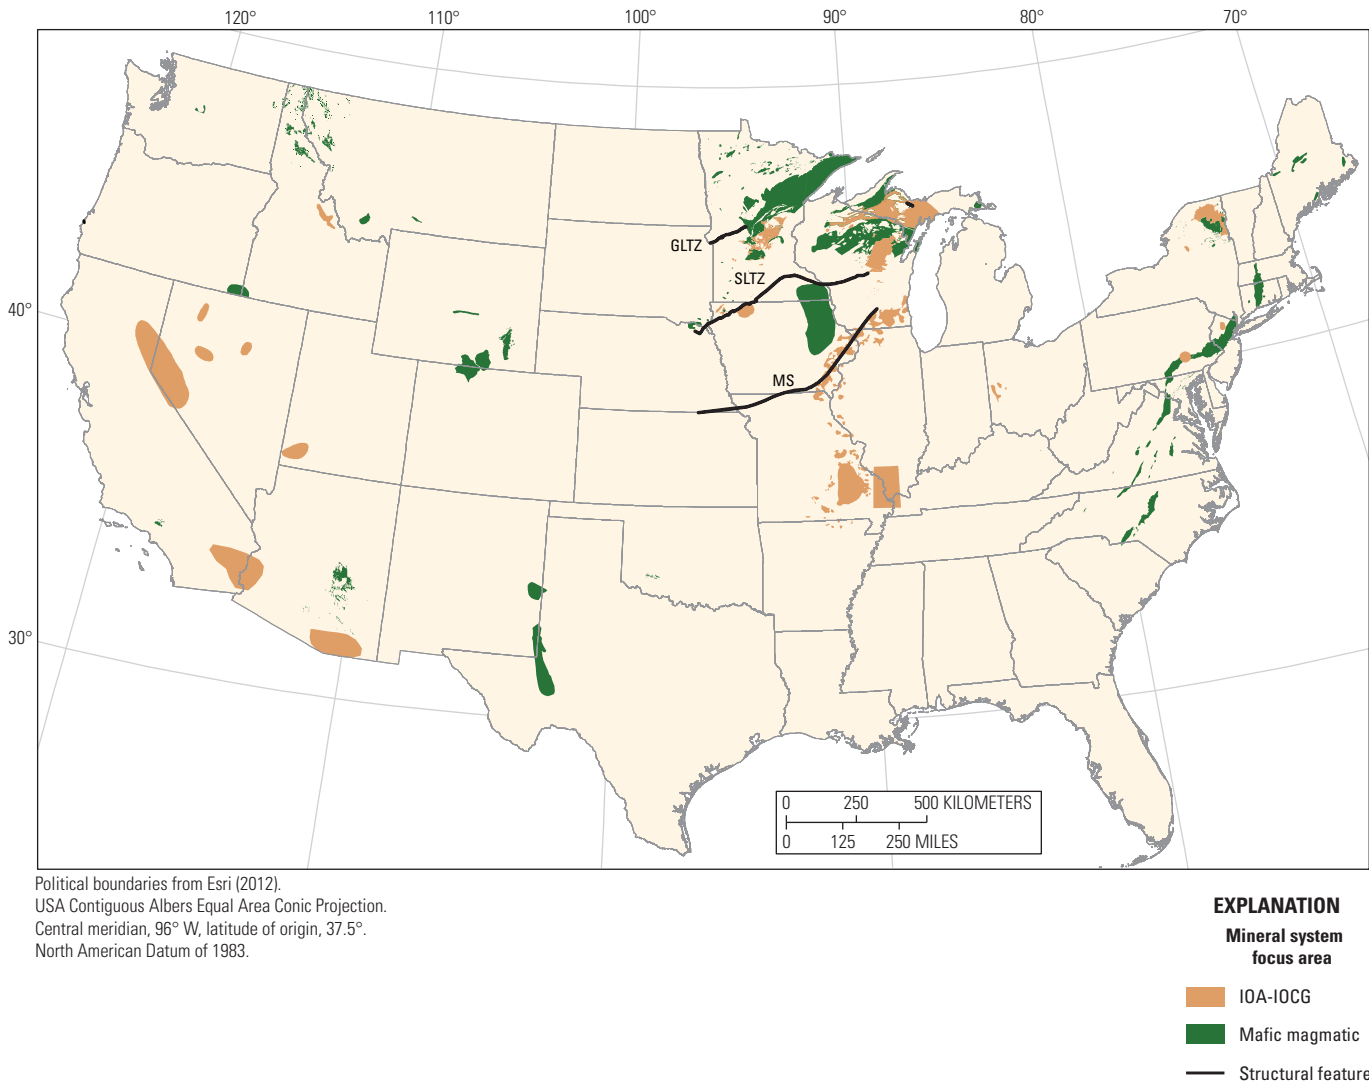 120° 110° 100° 90° 80° 70°
40°
30°
GLTZ
SLTZ
MS
0 250 500 KILOMETERS
0 125 250 MILES
Political boundaries from Esri (2012).
USA Contiguous Albers Equal Area Conic Projection.
Central meridian, 96° W, latitude of origin, 37.5°.
North American Datum of 1983.
EXPLANATION
Mineral system
focus area
IOA-IOCG
Mafic magmatic
Structural feature